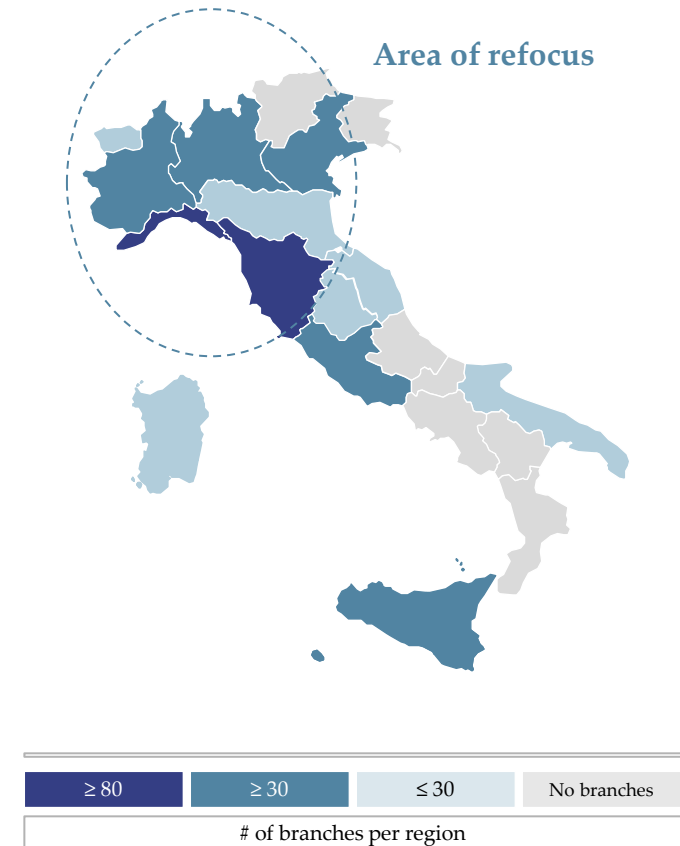 Area of refocus
≥ 80
≥ 30
≤ 30
No branches
# of branches per region